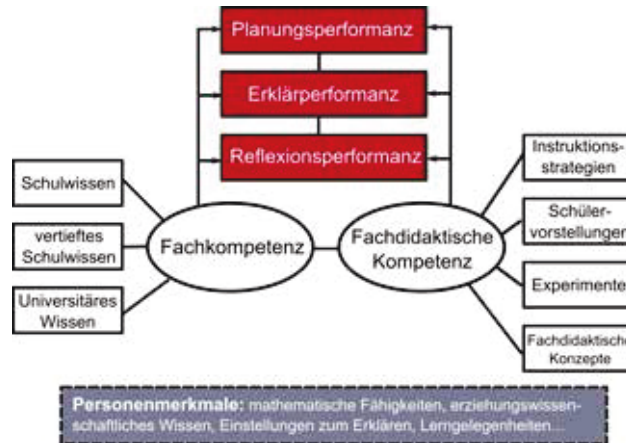 Planungsperformanz
Erklärperformanz
Reflexionsperformanz
Schulwissen
vertieftes
Schulwissen
Universitäres
Wissen
Fachkompetenz
Fachdidaktische
Kompetenz
Instruktions-
strategien
Schüler-
vorstellungen
Experimente
Fachdidaktische
Konzepte
Personenmerkmale: mathematische Fähigkeiten, erziehungswissen-
schaftliches Wissen, Einstellungen zum Erklären, Lerngelegenheiten...